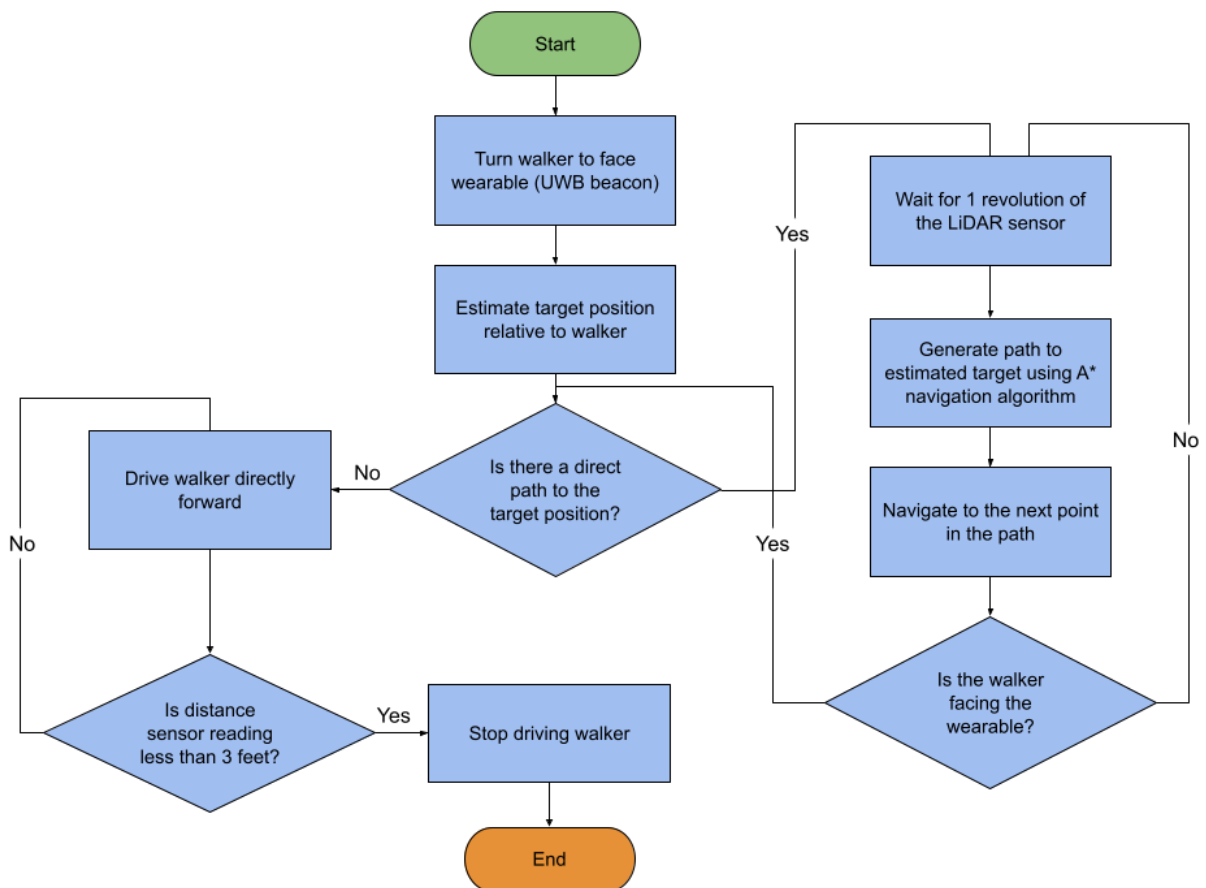 Start
Turn walker to face
wearable (UWB beacon)
Estimate target position
relative to walker
Is there a direct
path to the
target position?
No
Yes
Drive walker directly
forward
No
Is distance
sensor reading
less than 3 feet?
Yes
Stop driving walker
End
Wait for 1 revolution of
the LiDAR sensor
Generate path to
estimated target using A*
navigation algorithm
Navigate to the next point
in the path
Is the walker
facing the
wearable?
Yes
No